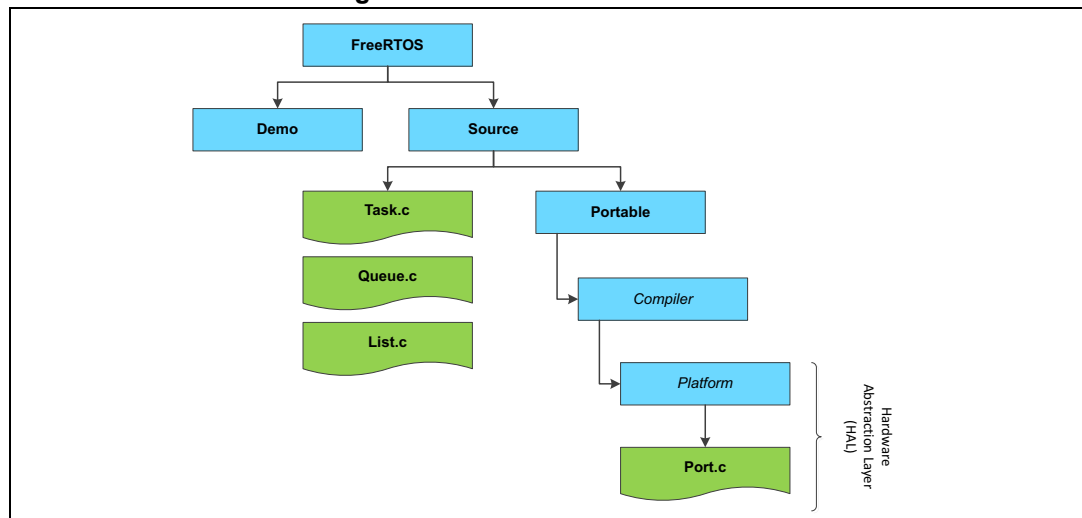 FreeRTOS
Demo
Source
Task.c
Portable
Queue.c
Compiler
List.c
Platform
Port.c
Hardware
Abstraction Layer
(HAL)